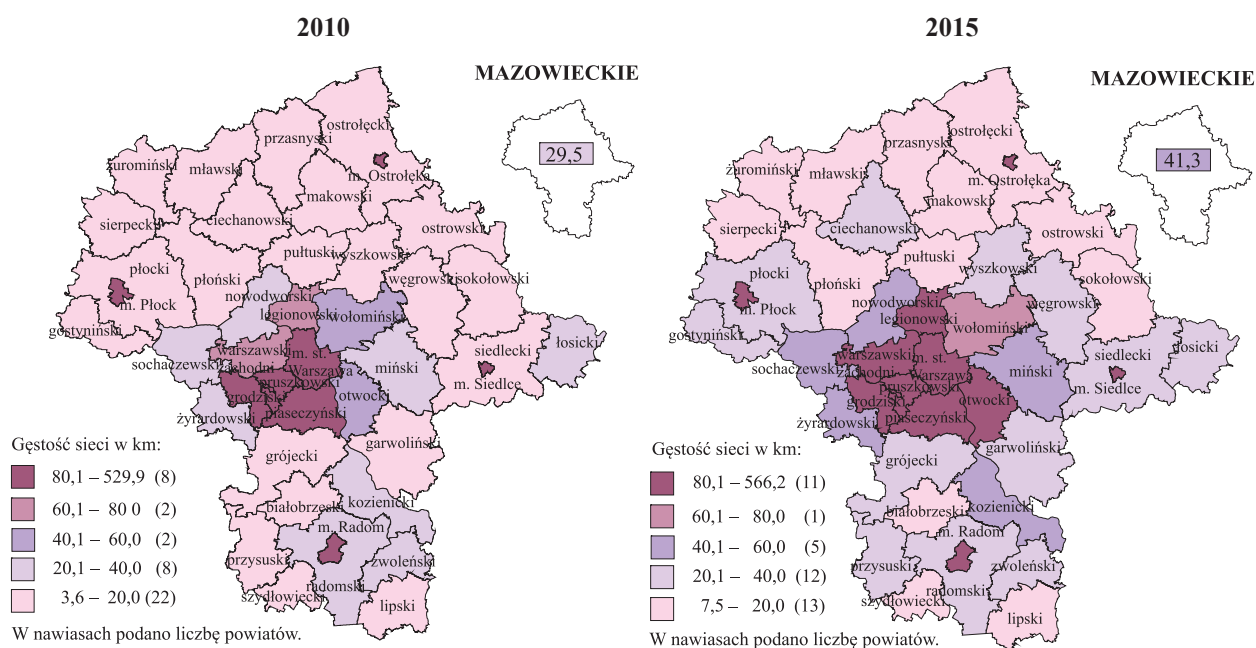 2010
MAZOWIECKIE
29,5
ostrołęcki
przasnyski
żuromiński
mławski
m. Ostrołęka
makowski
sierpecki
ciechanowski
ostrowski
pułtuski
wyszkowski
płocki
płoński
węgrowski
sokołowski
m. Płock
nowodworski
legionowski
wołomiński
gostyniński
sochaczewski
warszawski
zachodni
m. st.
Warszawa
miński
siedlecki
łosicki
m. Siedlce
pruszkowski
grodziski
otwocki
żyrardowski
piaseczyński
garwoliński
grójecki
kozienicki
białobrzeski
m. Radom
przysuski
zwoleński
radomski
szydłowiecki
lipski
Gęstość sieci w km:
80,1 – 529,9 (8)
60,1 – 80 0 (2)
40,1 – 60,0 (2)
20,1 – 40,0 (8)
3,6 – 20,0 (22)
W nawiasach podano liczbę powiatów.
2015
MAZOWIECKIE
41,3
ostrołęcki
przasnyski
żuromiński
mławski
m. Ostrołęka
makowski
sierpecki
ciechanowski
ostrowski
pułtuski
wyszkowski
płocki
płoński
węgrowski
sokołowski
m. Płock
nowodworski
legionowski
wołomiński
gostyniński
sochaczewski
warszawski
zachodni
m. st.
Warszawa
miński
siedlecki
łosicki
m. Siedlce
pruszkowski
grodziski
otwocki
żyrardowski
piaseczyński
garwoliński
grójecki
kozienicki
białobrzeski
m. Radom
przysuski
zwoleński
radomski
szydłowiecki
lipski
Gęstość sieci w km:
80,1 – 566,2 (11)
60,1 – 80,0 (1)
40,1 – 60,0 (5)
20,1 – 40,0 (12)
7,5 – 20,0 (13)
W nawiasach podano liczbę powiatów.